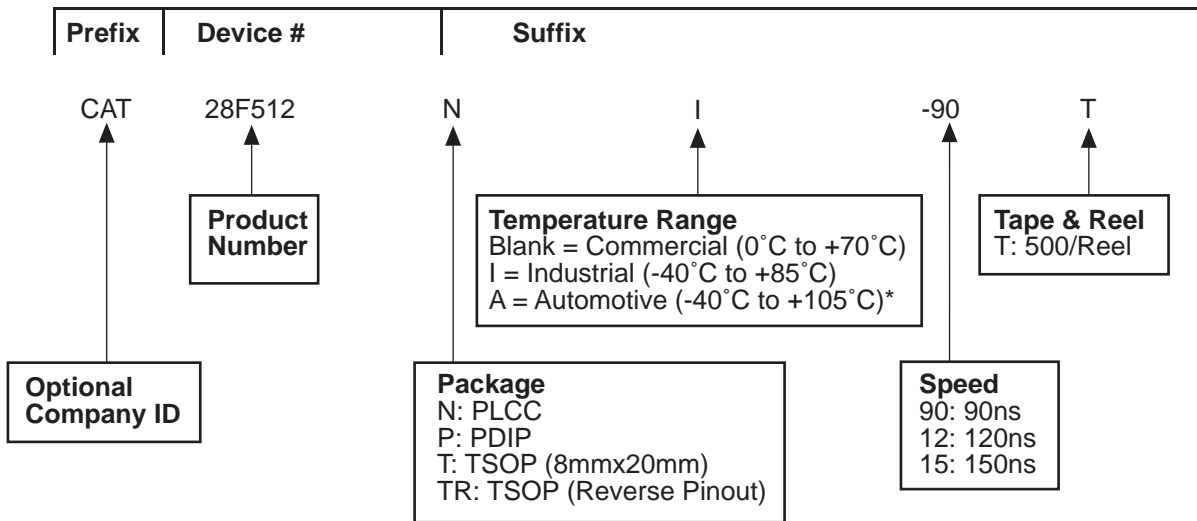 Prefix Device # Suffix
CAT 28F512 N I -90 T
Product
Number
Temperature Range
Blank = Commercial (0˚C to +70˚C)
I = Industrial (-40˚C to +85˚C)
A = Automotive (-40˚C to +105˚C)*
Tape & Reel
T: 500/Reel
Optional
Company ID
Package
N: PLCC
P: PDIP
T: TSOP (8mmx20mm)
TR: TSOP (Reverse Pinout)
Speed
90: 90ns
12: 120ns
15: 150ns